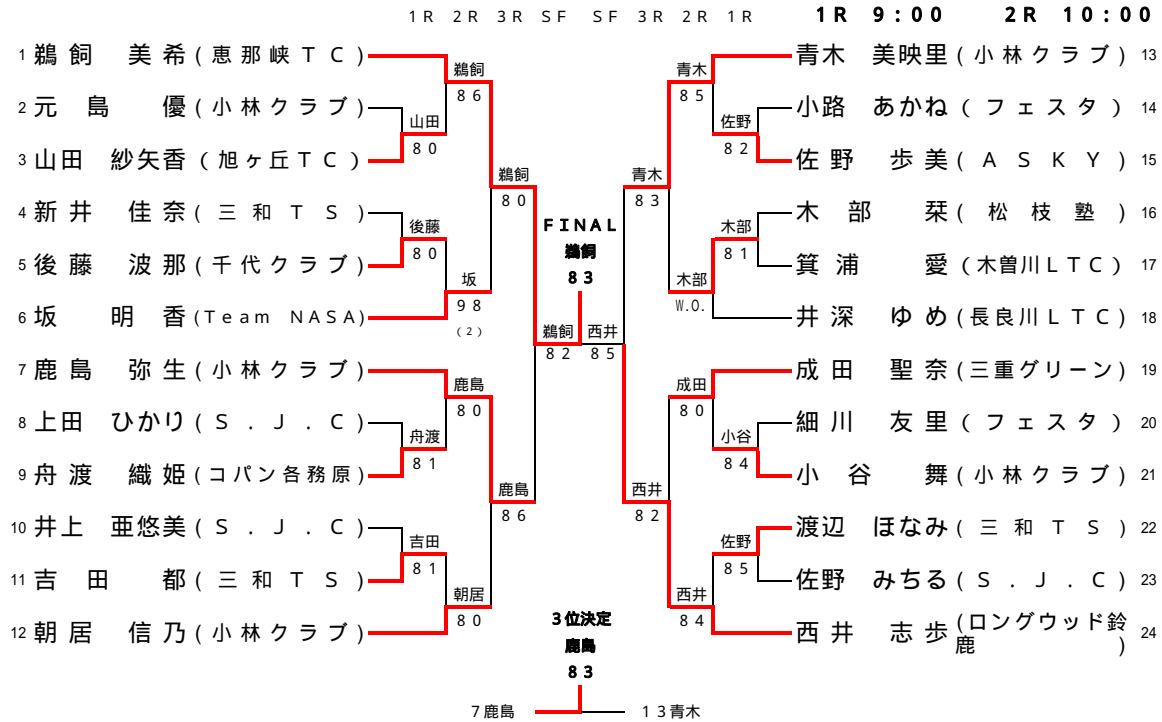 1R 2R 3R SF SF 3R 2R 1R 1R 9:00 2R 10:00
1 鵜飼 美希 (恵那峡TC) 青木 美映里 (小林クラブ) 13
鵜飼 青木
86 85
2 元島 優 (小林クラブ) 小路 あかね (フェスタ) 14
山田 佐野
80 82
3 山田 紗矢香 (旭ヶ丘TC) 佐野 歩美 (ASKY) 15
鵜飼 青木
80 83
4 新井 佳奈 (三和TS) 木部 栞 (松枝塾) 16
後藤 FINAL 木部
80 鵜飼 81
5 後藤 波那 (千代クラブ) 箕浦 愛 (木曽川LTC) 17
坂 83 木部
98 W.O.
6 坂 明香 (Team NASA) 井深 ゆめ (長良川LTC) 18
(2) 鵜飼 西井
82 85
7 鹿島 弥生 (小林クラブ) 成田 聖奈 (三重グリーン) 19
鹿島 成田
80 80
8 上田 ひかり (S.J.C) 細川 友里 (フェスタ) 20
舟渡 小谷
81 84
9 舟渡 織姫 (コパン各務原) 小谷 舞 (小林クラブ) 21
鹿島 西井
86 82
10 井上 亜悠美 (S.J.C) 渡辺 ほなみ (三和TS) 22
吉田 佐野
81 85
11 吉田 都 (三和TS) 佐野 みちる (S.J.C) 23
朝居 西井
80 3位決定 84
12 朝居 信乃 (小林クラブ) 西井 志歩 (ロングウッド鈴鹿) 24
鹿島
83
7鹿島 13青木